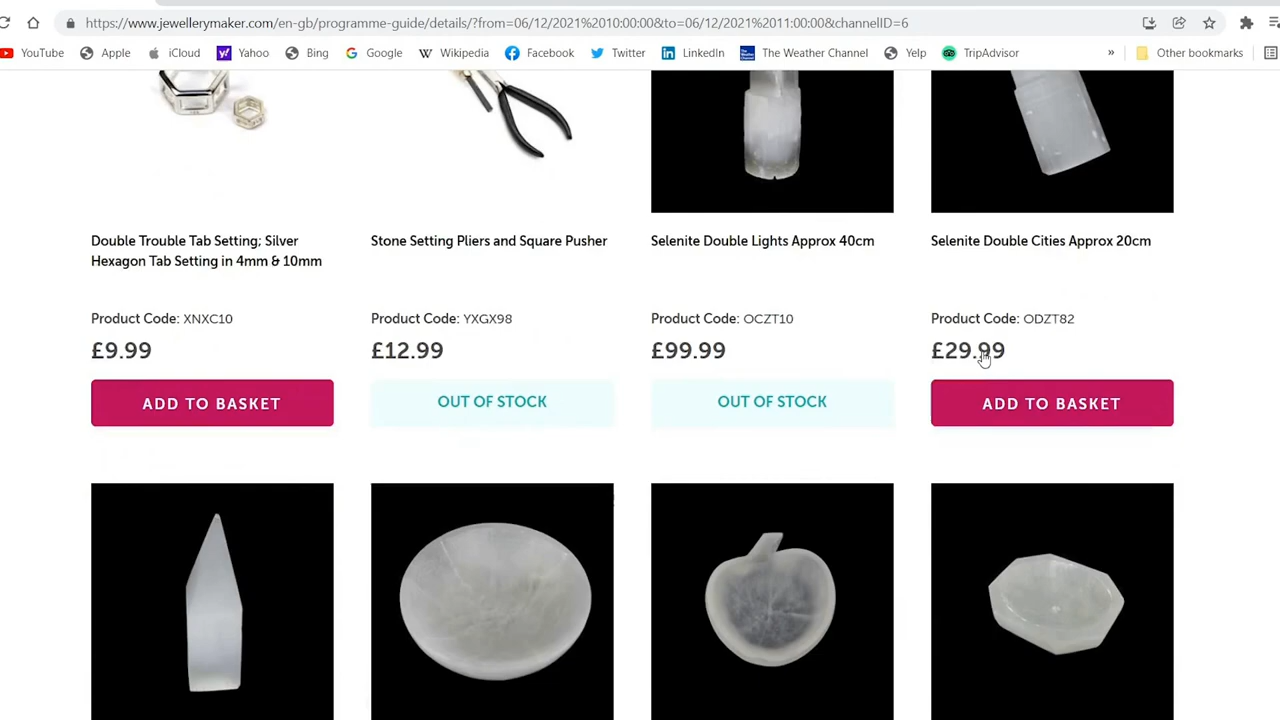 https://www.jewellerymaker.com/en-gb/programme-guide/details/?from=06/12/2021%2010:00:00&to=06/12/2021%2011:00:00&channelID=6
YouTube Apple iCloud Yahoo Bing Google Wikipedia Facebook Twitter LinkedIn The Weather Channel Yelp TripAdvisor » Other bookmarks
Double Trouble Tab Setting; Silver
Hexagon Tab Setting in 4mm & 10mm
Stone Setting Pliers and Square Pusher
Selenite Double Lights Approx 40cm
Selenite Double Cities Approx 20cm
Product Code: XNXC10
Product Code: YXGX98
Product Code: OCZT10
Product Code: ODZT82
£9.99
£12.99
£99.99
£29.99
ADD TO BASKET
OUT OF STOCK
OUT OF STOCK
ADD TO BASKET